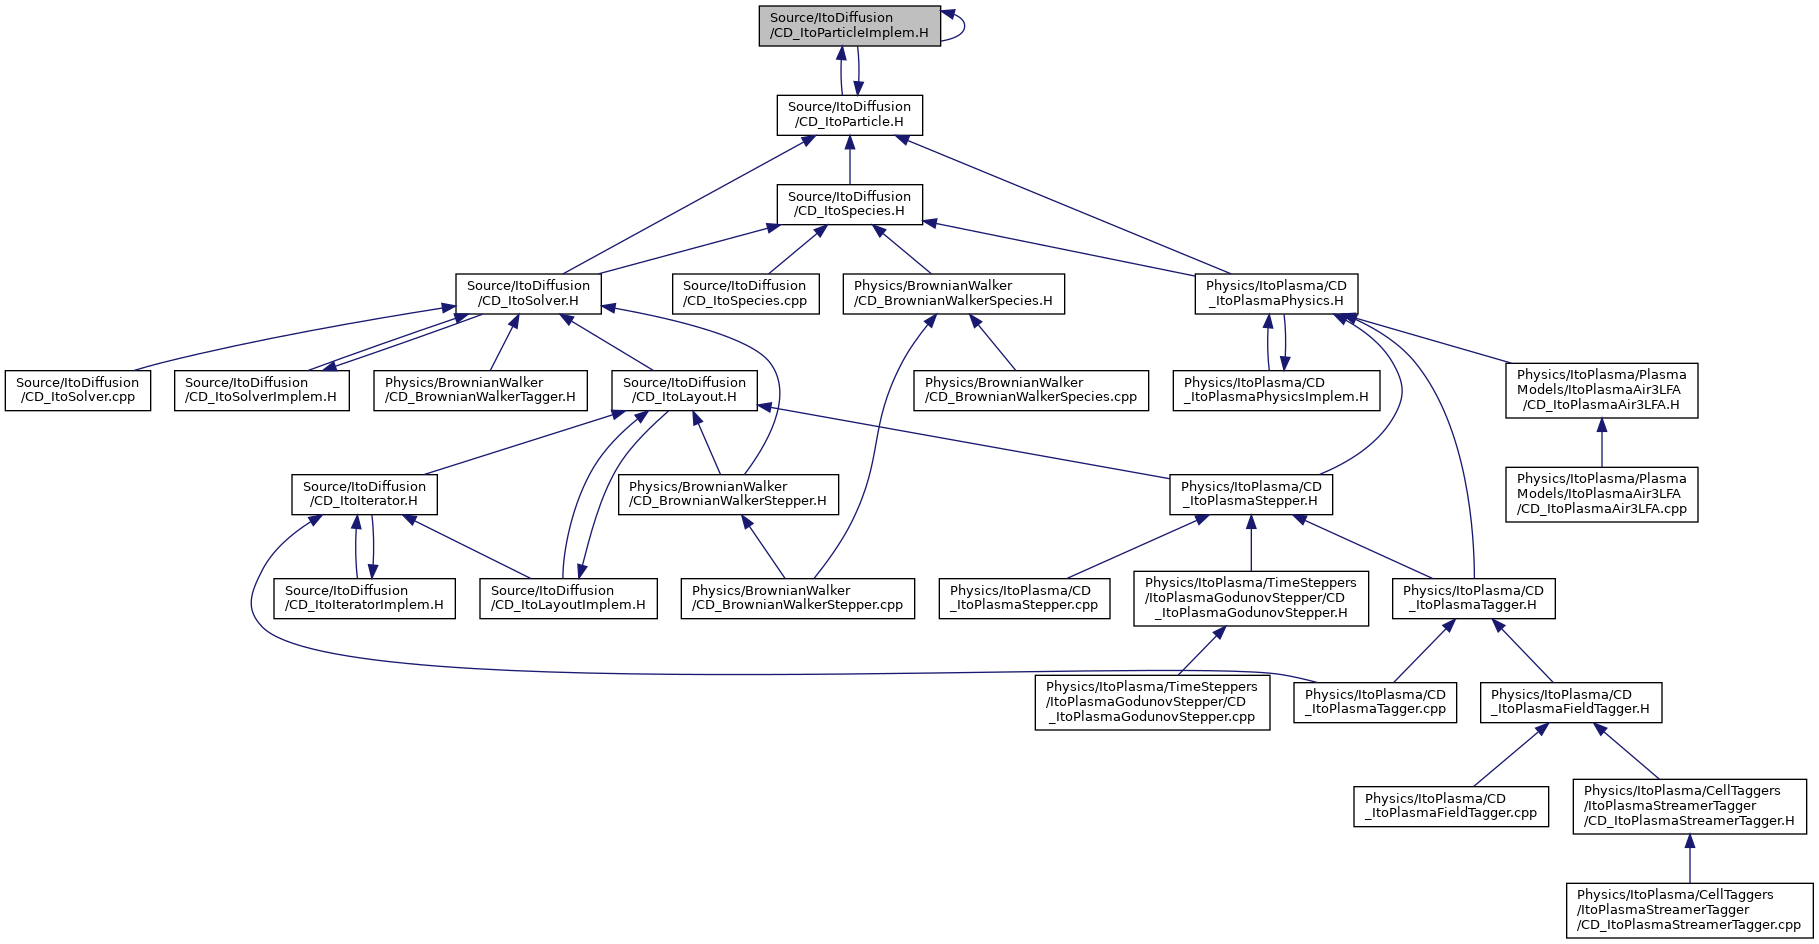 Source/ItoDiffusion
/CD_ItoParticleImplem.H
Source/ItoDiffusion
/CD_ItoParticle.H
Source/ItoDiffusion
/CD_ItoSpecies.H
Source/ItoDiffusion
/CD_ItoSolver.H
Source/ItoDiffusion
/CD_ItoSpecies.cpp
Physics/BrownianWalker
/CD_BrownianWalkerSpecies.H
Physics/ItoPlasma/CD
_ItoPlasmaPhysics.H
Source/ItoDiffusion
/CD_ItoSolver.cpp
Source/ItoDiffusion
/CD_ItoSolverImplem.H
Physics/BrownianWalker
/CD_BrownianWalkerTagger.H
Source/ItoDiffusion
/CD_ItoLayout.H
Physics/BrownianWalker
/CD_BrownianWalkerSpecies.cpp
Physics/ItoPlasma/CD
_ItoPlasmaPhysicsImplem.H
Physics/ItoPlasma/Plasma
Models/ItoPlasmaAir3LFA
/CD_ItoPlasmaAir3LFA.H
Source/ItoDiffusion
/CD_ItoIterator.H
Physics/BrownianWalker
/CD_BrownianWalkerStepper.H
Physics/ItoPlasma/CD
_ItoPlasmaStepper.H
Physics/ItoPlasma/Plasma
Models/ItoPlasmaAir3LFA
/CD_ItoPlasmaAir3LFA.cpp
Source/ItoDiffusion
/CD_ItoIteratorImplem.H
Source/ItoDiffusion
/CD_ItoLayoutImplem.H
Physics/BrownianWalker
/CD_BrownianWalkerStepper.cpp
Physics/ItoPlasma/CD
_ItoPlasmaStepper.cpp
Physics/ItoPlasma/TimeSteppers
/ItoPlasmaGodunovStepper/CD
_ItoPlasmaGodunovStepper.H
Physics/ItoPlasma/CD
_ItoPlasmaTagger.H
Physics/ItoPlasma/TimeSteppers
/ItoPlasmaGodunovStepper/CD
_ItoPlasmaGodunovStepper.cpp
Physics/ItoPlasma/CD
_ItoPlasmaTagger.cpp
Physics/ItoPlasma/CD
_ItoPlasmaFieldTagger.H
Physics/ItoPlasma/CD
_ItoPlasmaFieldTagger.cpp
Physics/ItoPlasma/CellTaggers
/ItoPlasmaStreamerTagger
/CD_ItoPlasmaStreamerTagger.H
Physics/ItoPlasma/CellTaggers
/ItoPlasmaStreamerTagger
/CD_ItoPlasmaStreamerTagger.cpp